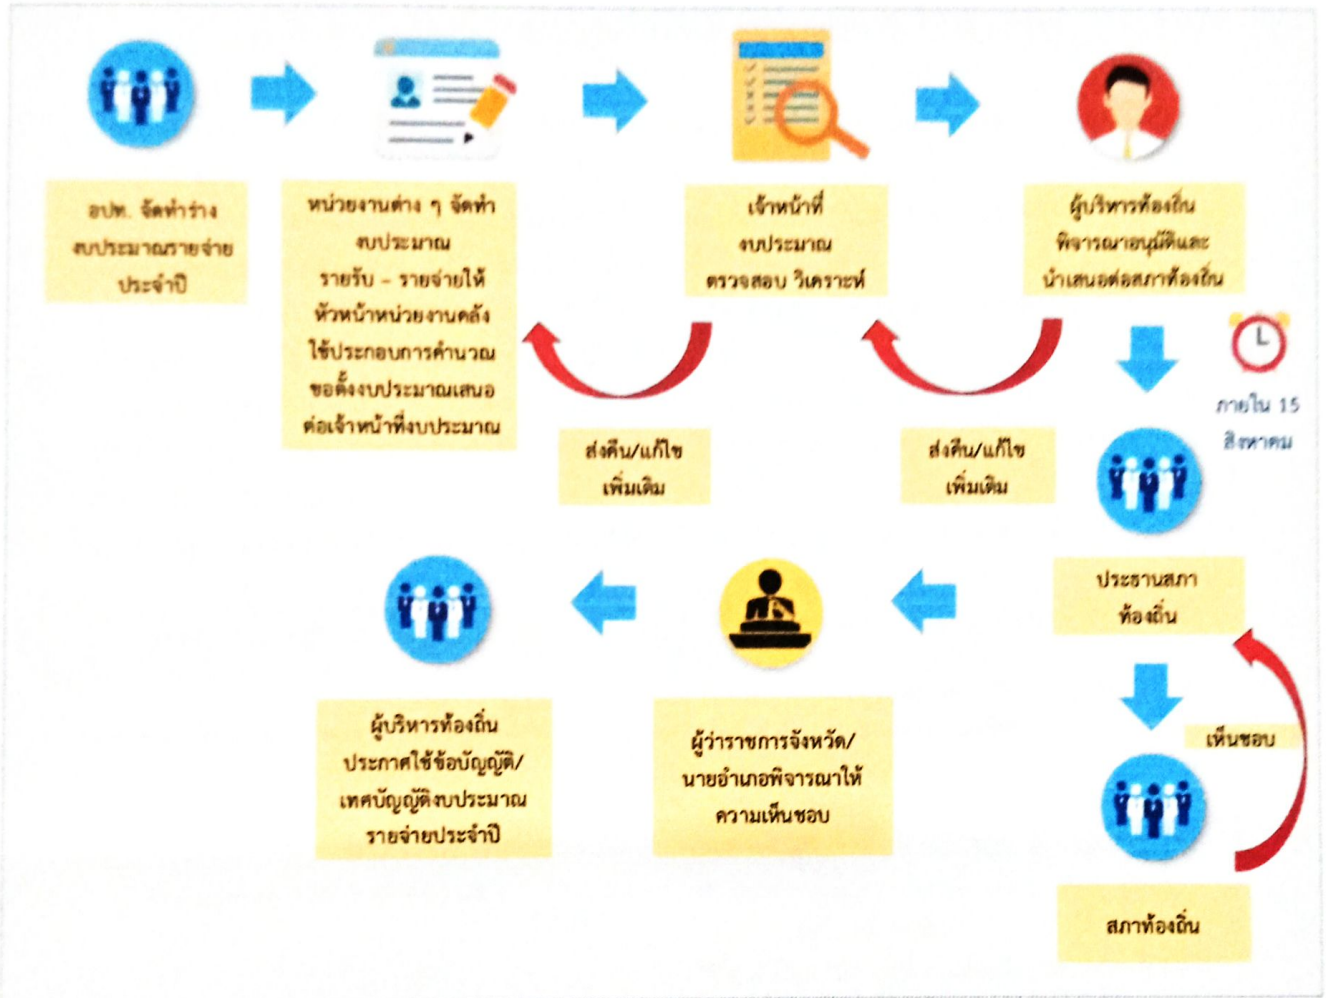 อปท. จัดทำร่าง
งบประมาณรายจ่าย
ประจำปี
หน่วยงานต่าง ๆ จัดทำ
งบประมาณ
รายรับ – รายจ่ายให้
หัวหน้าหน่วยงานคลัง
ใช้ประกอบการคำนวณ
ขอตั้งงบประมาณเสนอ
ต่อเจ้าหน้าที่งบประมาณ
เจ้าหน้าที่
งบประมาณ
ตรวจสอบ วิเคราะห์
ผู้บริหารท้องถิ่น
พิจารณาอนุมัติและ
นำเสนอต่อสภาท้องถิ่น
ภายใน 15
สิงหาคม
ส่งคืน/แก้ไข
เพิ่มเติม
ส่งคืน/แก้ไข
เพิ่มเติม
ประธานสภา
ท้องถิ่น
เห็นชอบ
สภาท้องถิ่น
ผู้ว่าราชการจังหวัด/
นายอำเภอพิจารณาให้
ความเห็นชอบ
ผู้บริหารท้องถิ่น
ประกาศใช้ข้อบัญญัติ/
เทศบัญญัติงบประมาณ
รายจ่ายประจำปี